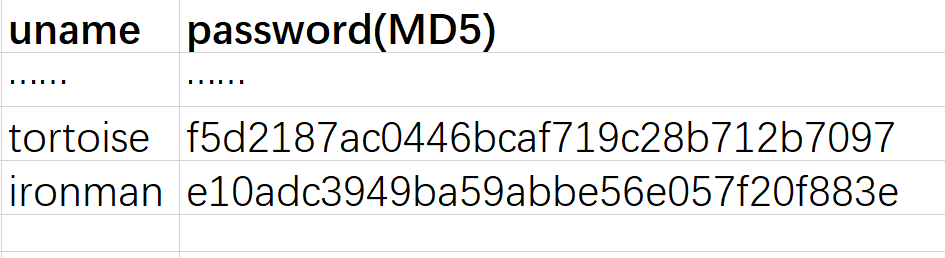 uname password(MD5)
...... ......
tortoise f5d2187ac0446bcaf719c28b712b7097
ironman e10adc3949ba59abbe56e057f20f883e